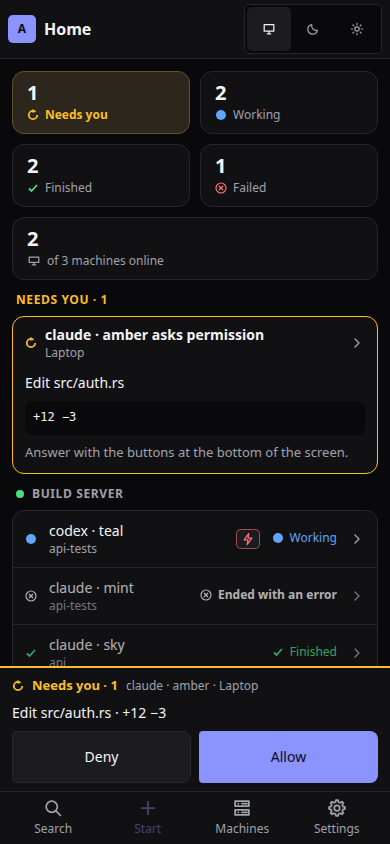 A Home
1
Needs you
2
Working
2
Finished
1
Failed
2
of 3 machines online
NEEDS YOU · 1
claude · amber asks permission
Laptop
Edit src/auth.rs
+12 −3
Answer with the buttons at the bottom of the screen.
BUILD SERVER
codex · teal
api-tests
Working
claude · mint
api-tests
Ended with an error
claude · sky
api
Finished
Needs you · 1 claude · amber · Laptop
Edit src/auth.rs · +12 −3
Deny
Allow
Search
Start
Machines
Settings